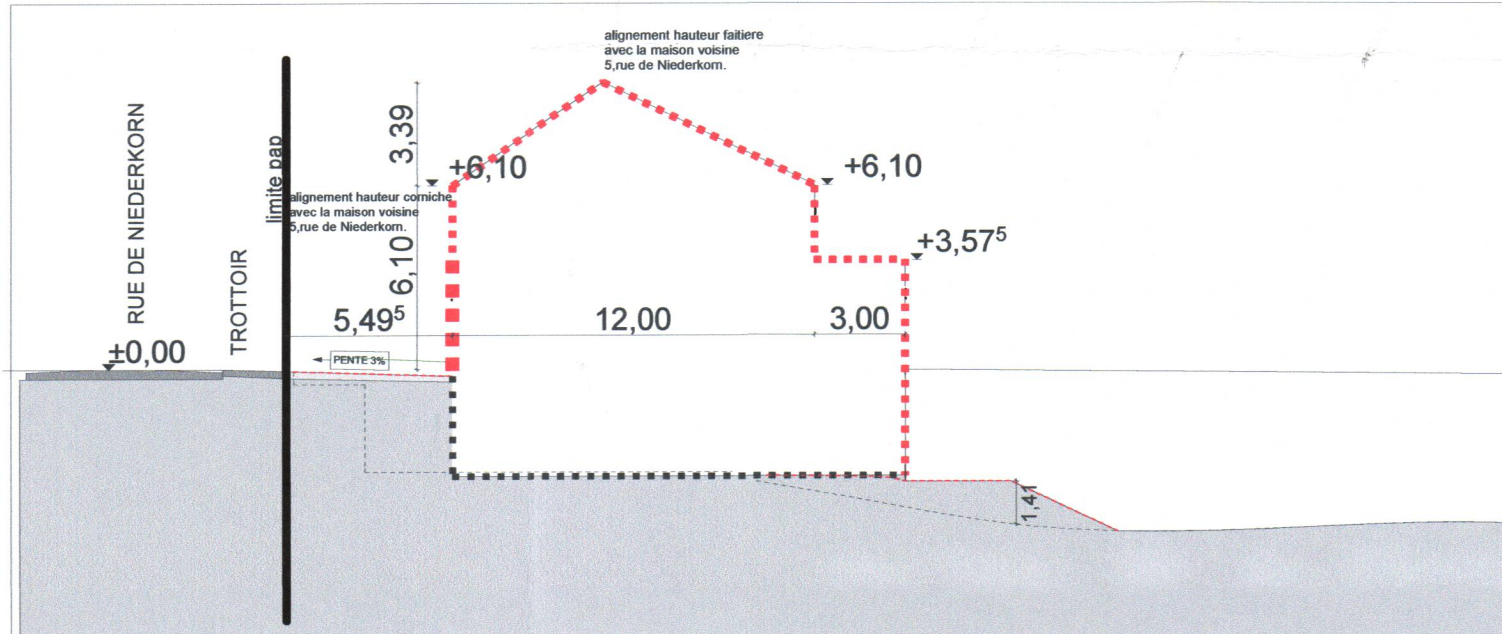 alignement hauteur faitiere
avec la maison voisine
5,rue de Niederkorn.
RUE DE NIEDERKORN
TROTTOIR
limite pap
3,39
+6,10
+6,10
alignement hauteur corniche
avec la maison voisine
5,rue de Niederkorn.
6,10
+3,57⁵
5,49⁵
12,00
3,00
±0,00
PENTE 3%
1,41